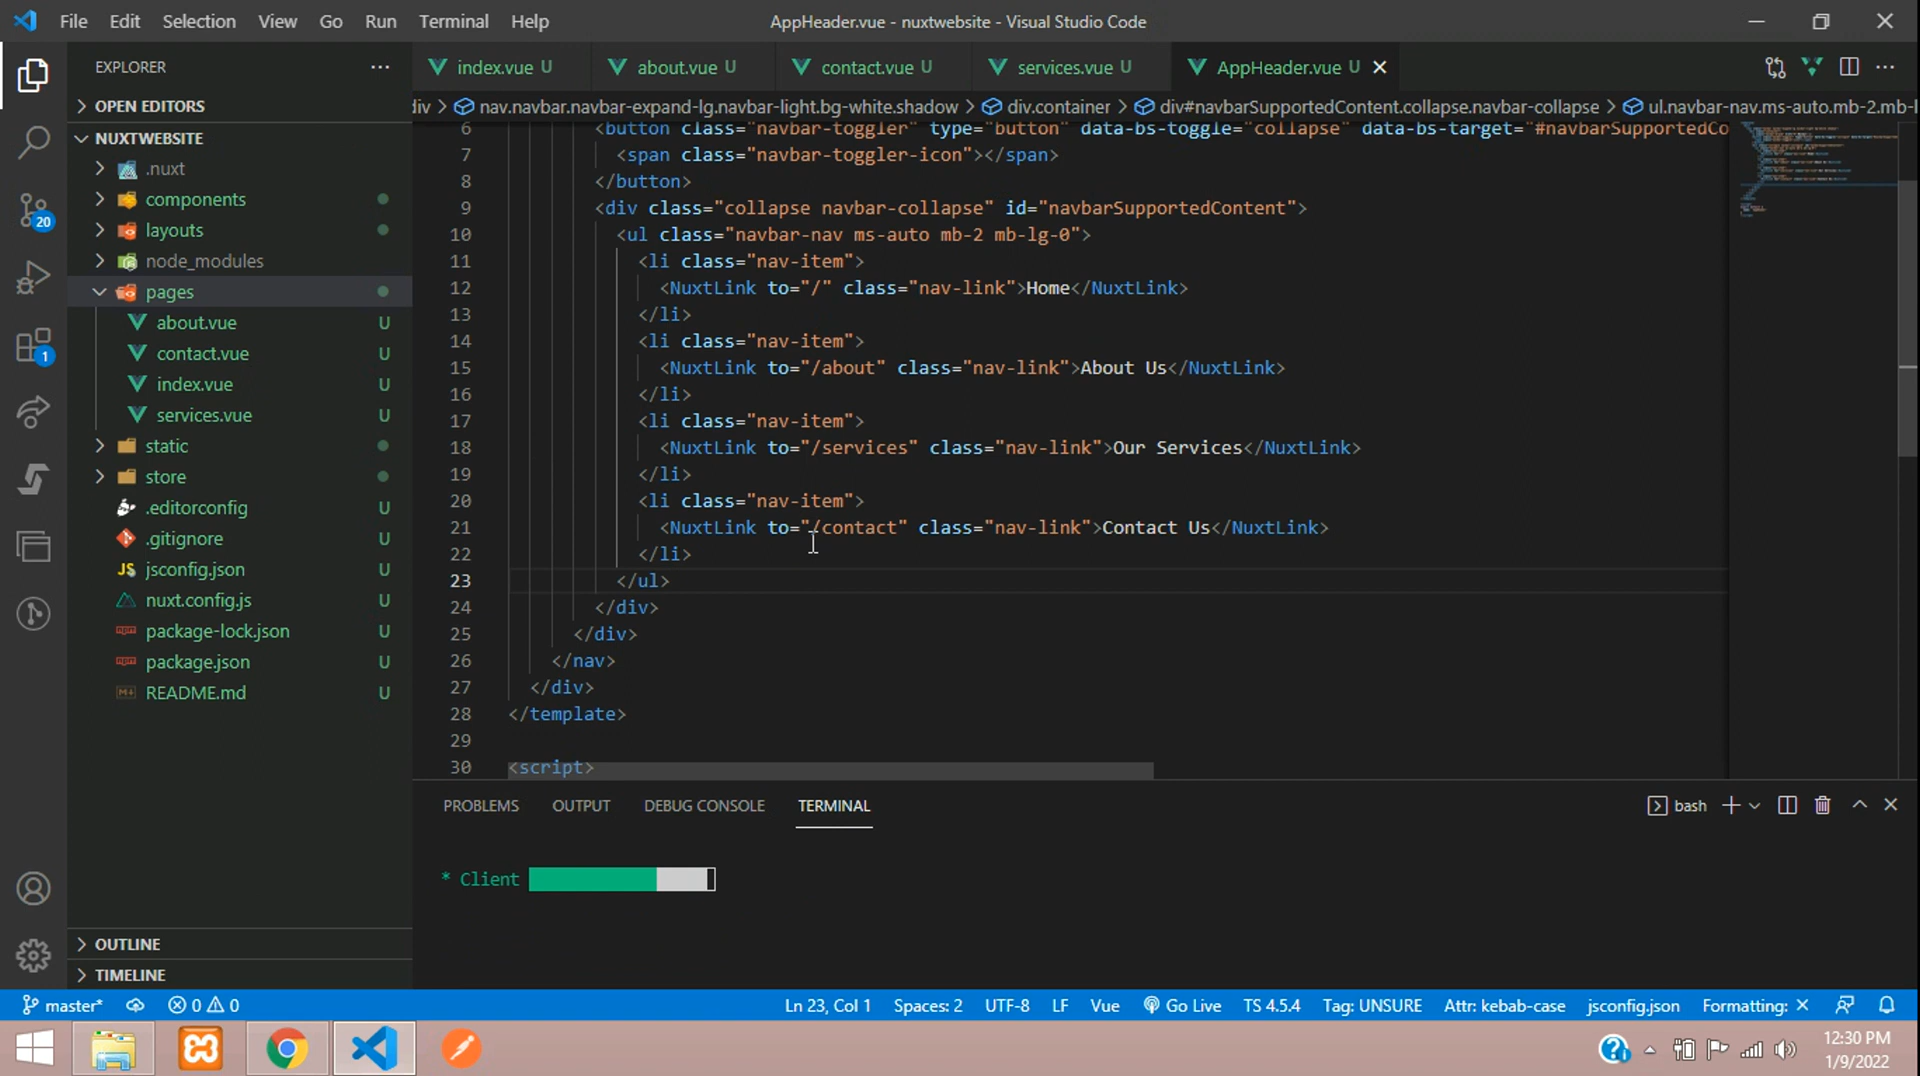 File Edit Selection View Go Run Terminal Help
AppHeader.vue - nuxtwebsite - Visual Studio Code
EXPLORER
OPEN EDITORS
NUXTWEBSITE
.nuxt
components
layouts
node_modules
pages
about.vue U
contact.vue U
index.vue U
services.vue U
static
store
.editorconfig U
.gitignore U
JS jsconfig.json U
nuxt.config.js U
package-lock.json U
package.json U
README.md U
OUTLINE
TIMELINE
20
1
index.vue U about.vue U contact.vue U services.vue U AppHeader.vue U
div > nav.navbar.navbar-expand-lg.navbar-light.bg-white.shadow > div.container > div#navbarSupportedContent.collapse.navbar-collapse > ul.navbar-nav.ms-auto.mb-2.mb-l
6 <button class="navbar-toggler" type="button" data-bs-toggle="collapse" data-bs-target="#navbarSupportedCo
7 <span class="navbar-toggler-icon"></span>
8 </button>
9 <div class="collapse navbar-collapse" id="navbarSupportedContent">
10 <ul class="navbar-nav ms-auto mb-2 mb-lg-0">
11 <li class="nav-item">
12 <NuxtLink to="/" class="nav-link">Home</NuxtLink>
13 </li>
14 <li class="nav-item">
15 <NuxtLink to="/about" class="nav-link">About Us</NuxtLink>
16 </li>
17 <li class="nav-item">
18 <NuxtLink to="/services" class="nav-link">Our Services</NuxtLink>
19 </li>
20 <li class="nav-item">
21 <NuxtLink to="/contact" class="nav-link">Contact Us</NuxtLink>
22 </li>
23 </ul>
24 </div>
25 </div>
26 </nav>
27 </div>
28 </template>
29
30 <script>
PROBLEMS OUTPUT DEBUG CONSOLE TERMINAL
bash
* Client
master* 0 0 Ln 23, Col 1 Spaces: 2 UTF-8 LF Vue Go Live TS 4.5.4 Tag: UNSURE Attr: kebab-case jsconfig.json Formatting: ×
12:30 PM
1/9/2022